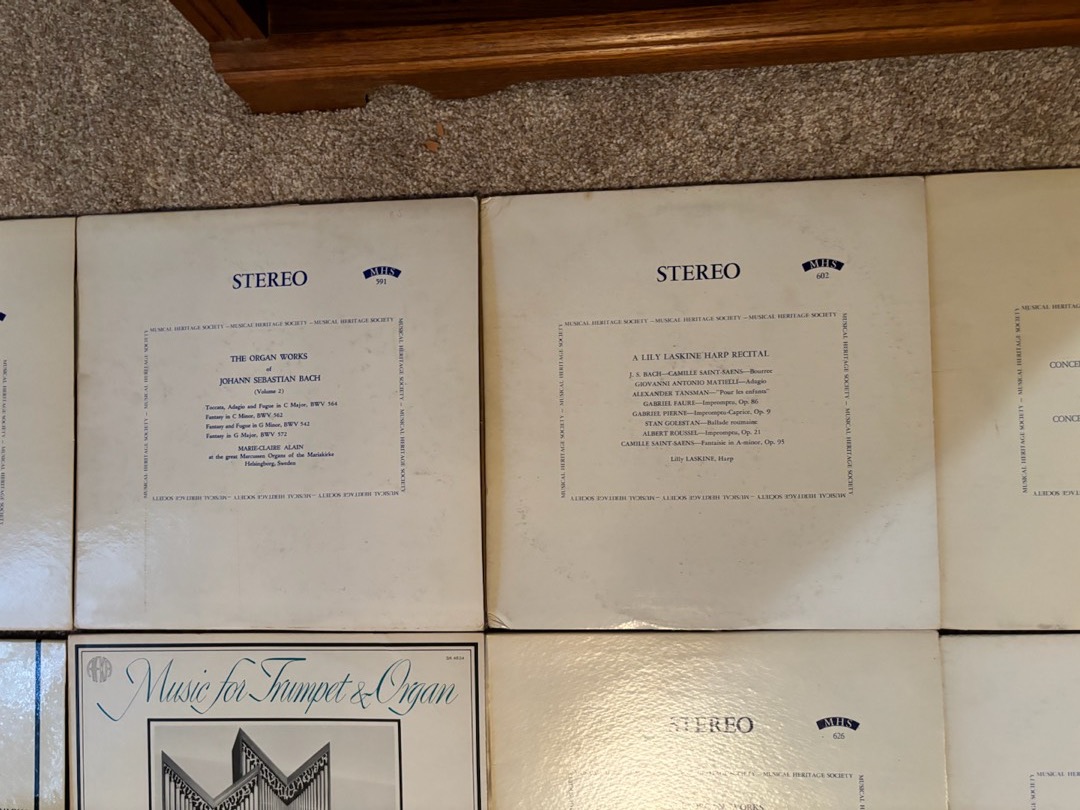 STEREO
MHS
591
MUSICAL HERITAGE SOCIETY — MUSICAL HERITAGE SOCIETY — MUSICAL HERITAGE SOCIETY
THE ORGAN WORKS
of
JOHANN SEBASTIAN BACH
(Volume 2)
Toccata, Adagio and Fugue in C Major, BWV 564
Fantasy in C Minor, BWV 562
Fantasy and Fugue in G Minor, BWV 542
Fantasy in G Major, BWV 572
MARIE-CLAIRE ALAIN
at the great Marcussen Organs of the Mariakirke
Helsingborg, Sweden
STEREO
MHS
602
MUSICAL HERITAGE SOCIETY — MUSICAL HERITAGE SOCIETY — MUSICAL HERITAGE SOCIETY
A LILY LASKINE HARP RECITAL
J. S. BACH—CAMILLE SAINT-SAENS—Bourree
GIOVANNI ANTONIO MATIELLI—Adagio
ALEXANDER TANSMAN—"Pour les enfants"
GABRIEL FAURE—Impromptu, Op. 86
GABRIEL PIERNE—Impromptu-Caprice, Op. 9
STAN GOLESTAN—Ballade roumaine
ALBERT ROUSSEL—Impromptu, Op. 21
CAMILLE SAINT-SAENS—Fantaisie in A-minor, Op. 95
Lilly LASKINE, Harp
MUSICAL HERITAGE
CONCE
CONCE
Music for Trumpet & Organ
STEREO
MHS
626
SOCIETY — MUSICAL HERITAGE SOCIETY
WORKS